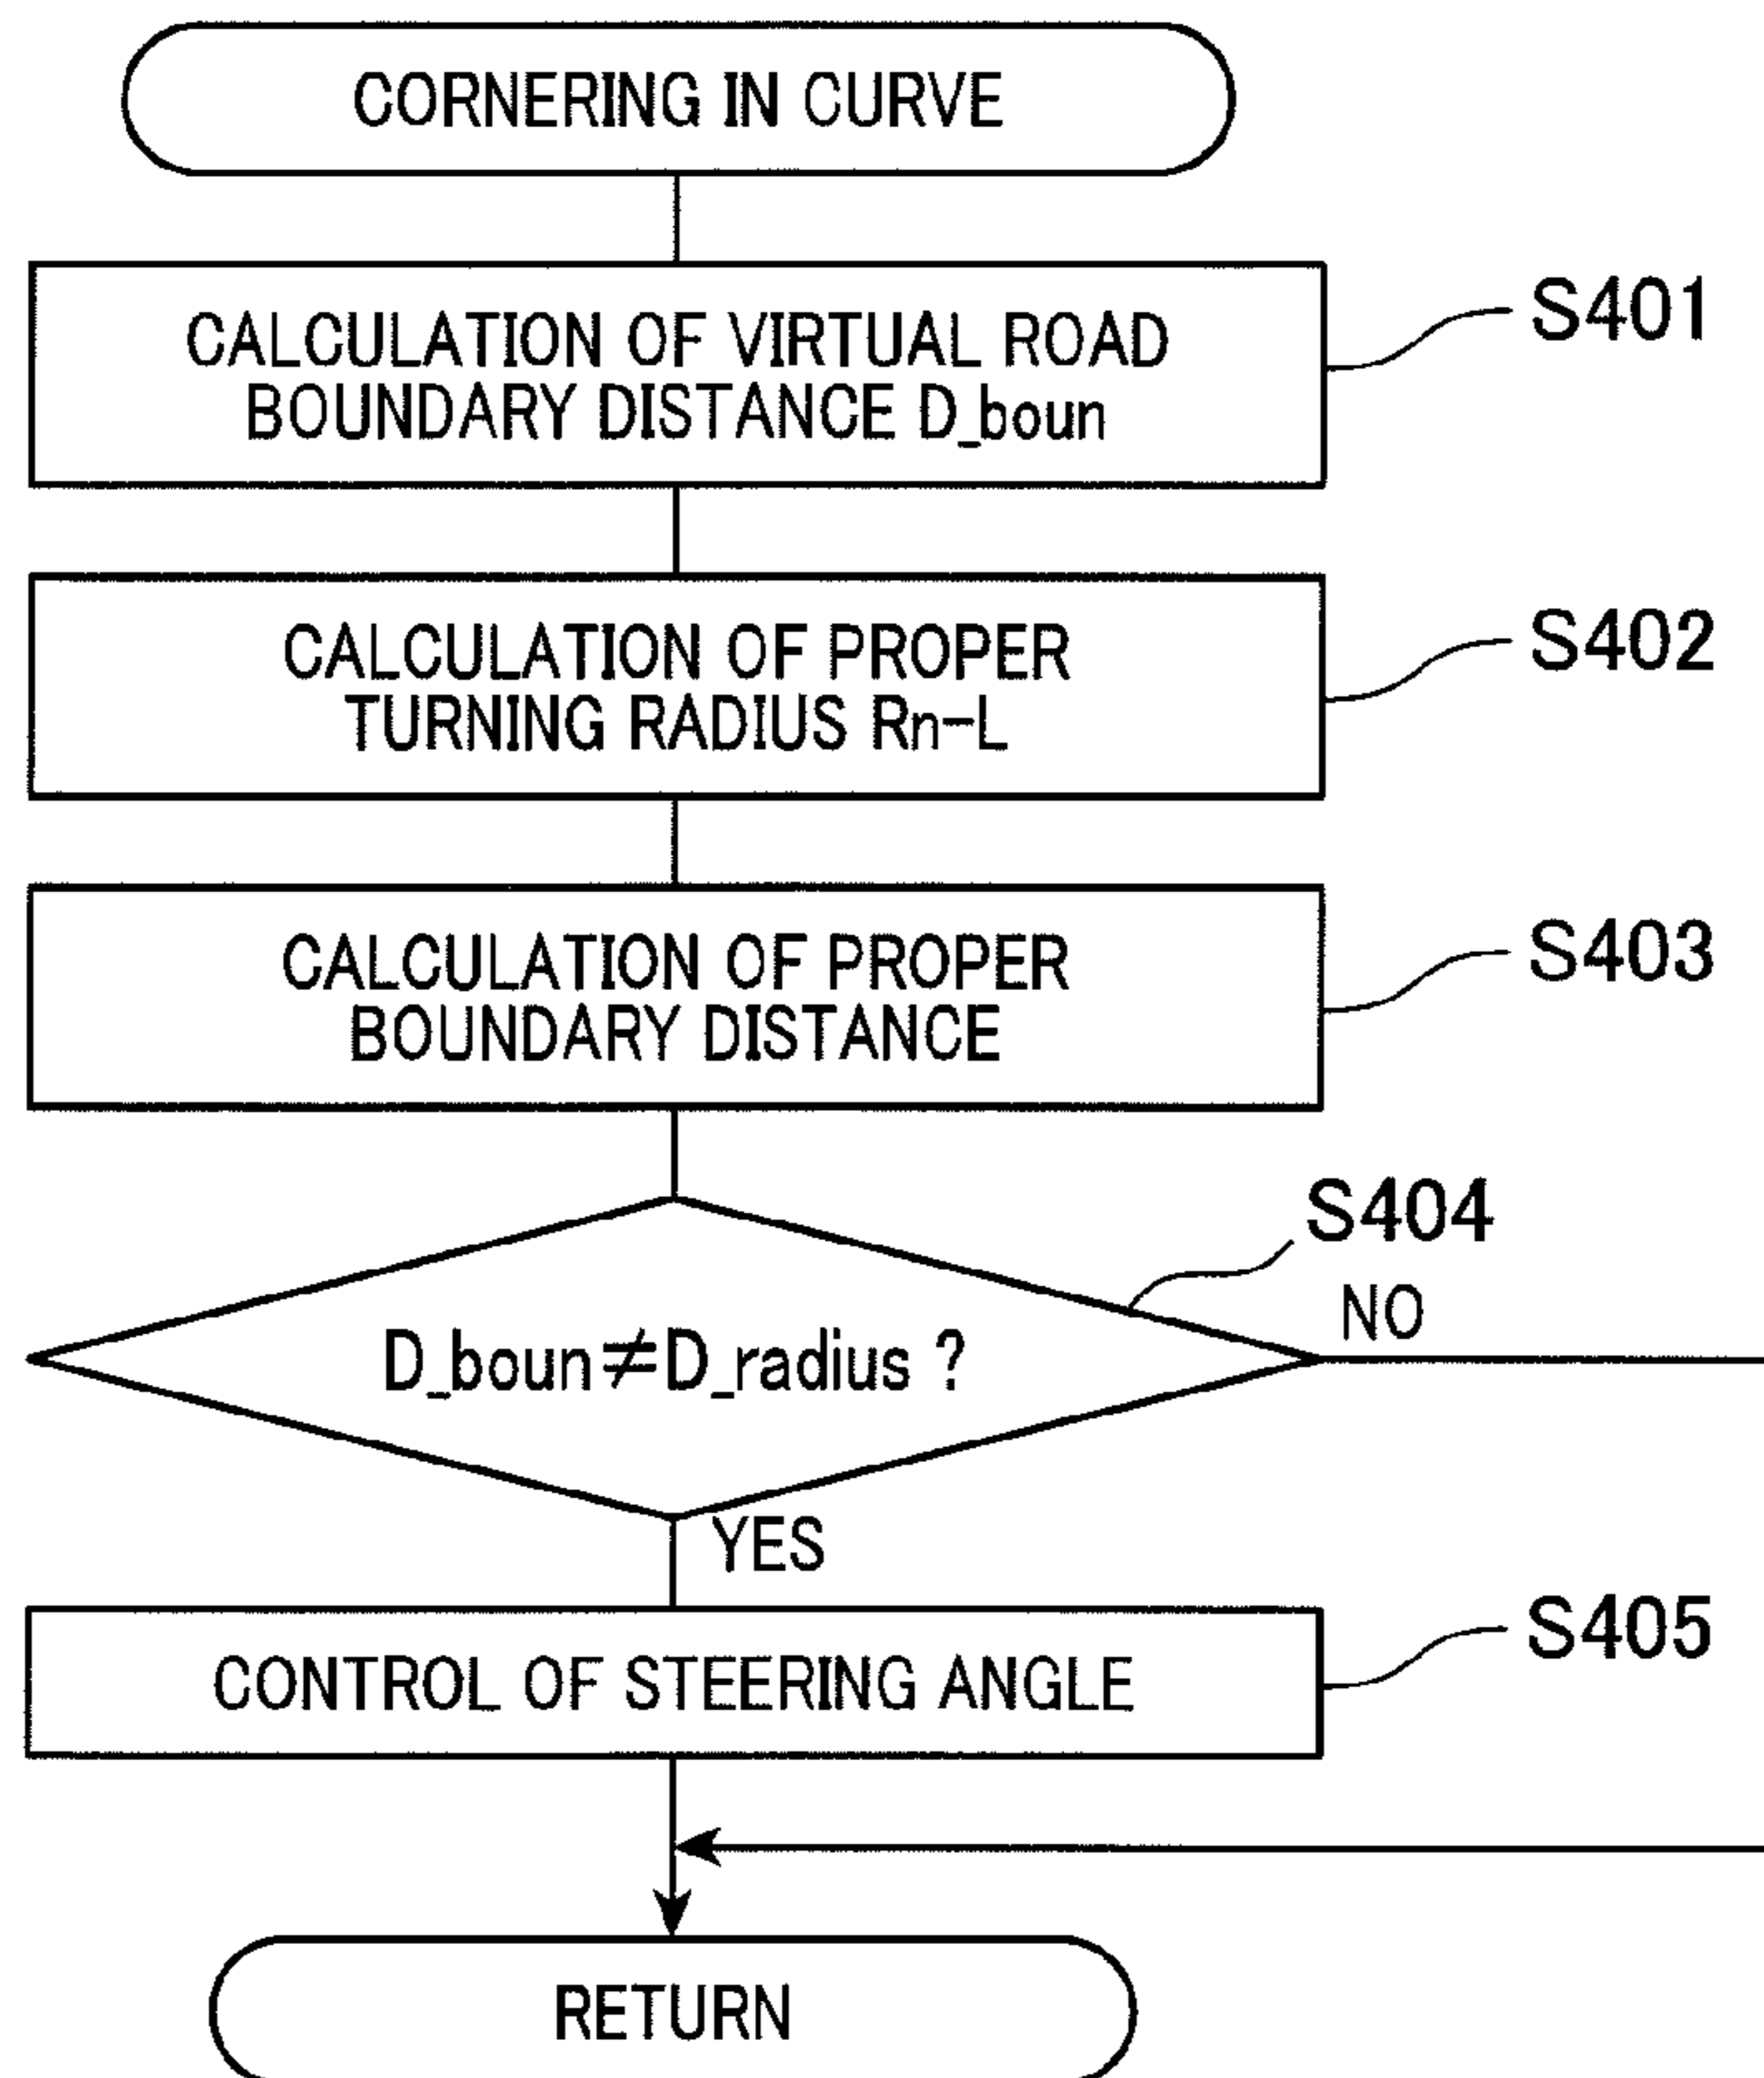 CORNERING IN CURVE
CALCULATION OF VIRTUAL ROAD
BOUNDARY DISTANCE D_boun
S401
CALCULATION OF PROPER
TURNING RADIUS Rn-L
S402
CALCULATION OF PROPER
BOUNDARY DISTANCE
S403
S404
D_boun≠D_radius ?
NO
YES
CONTROL OF STEERING ANGLE
S405
RETURN